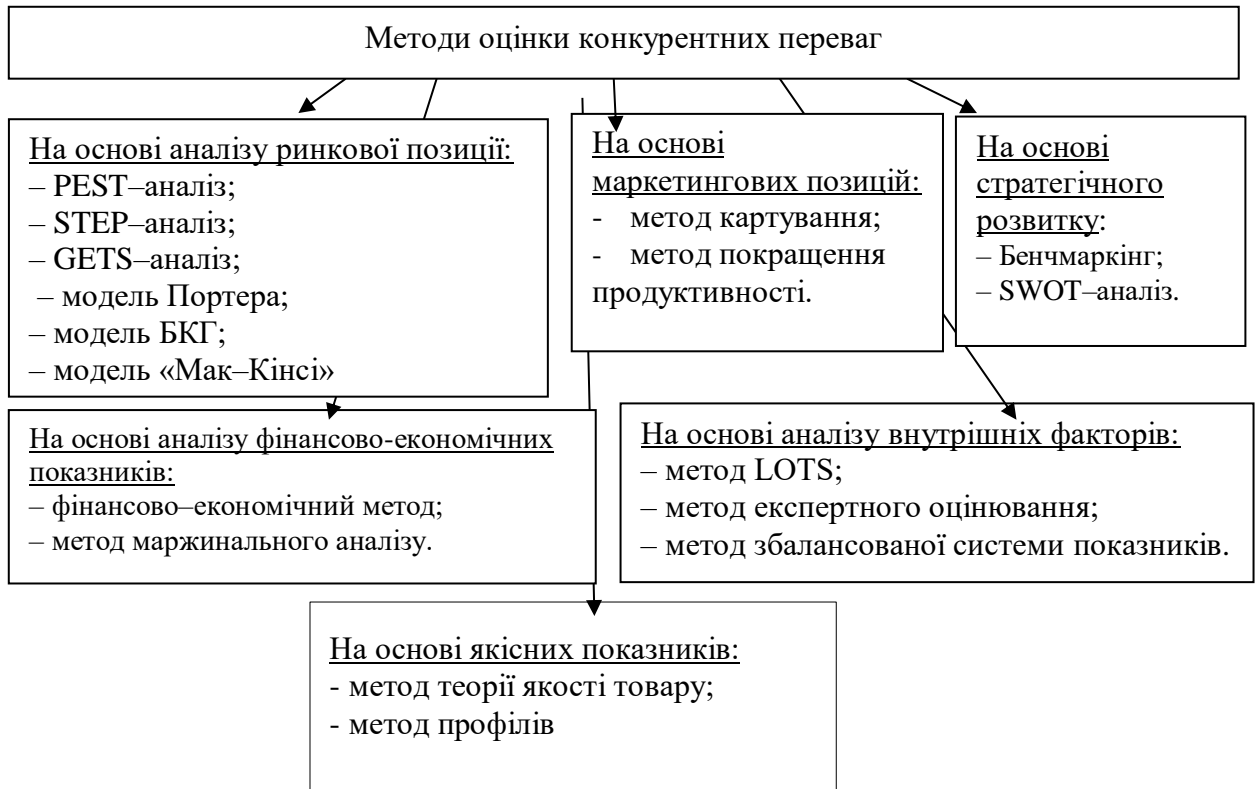 Методи оцінки конкурентних переваг
На основі аналізу ринкової позиції:
– PEST–аналіз;
– STEP–аналіз;
– GETS–аналіз;
– модель Портера;
– модель БКГ;
– модель «Мак–Кінсі»
На основі
маркетингових позицій:
- метод картування;
- метод покращення
продуктивності.
На основі
стратегічного
розвитку:
– Бенчмаркінг;
– SWOT–аналіз.
На основі аналізу фінансово-економічних
показників:
– фінансово–економічний метод;
– метод маржинального аналізу.
На основі аналізу внутрішніх факторів:
– метод LOTS;
– метод експертного оцінювання;
– метод збалансованої системи показників.
На основі якісних показників:
- метод теорії якості товару;
- метод профілів